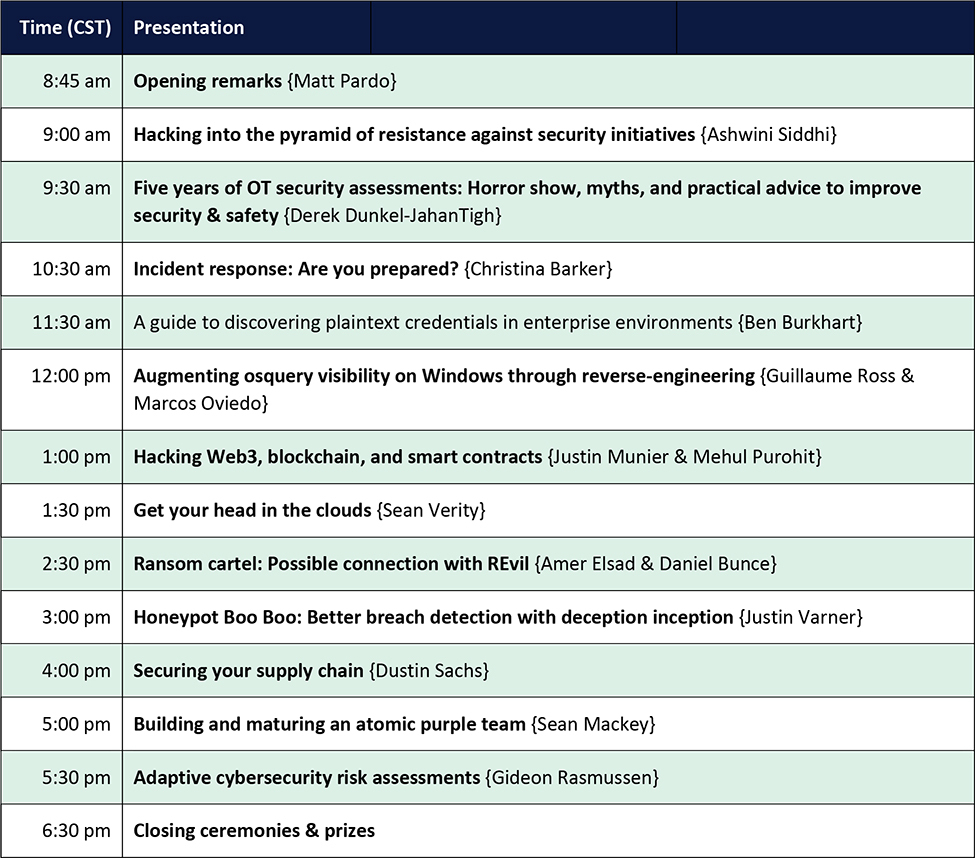 Time (CST) Presentation
8:45 am Opening remarks {Matt Pardo}
9:00 am Hacking into the pyramid of resistance against security initiatives {Ashwini Siddhi}
9:30 am Five years of OT security assessments: Horror show, myths, and practical advice to improve
security & safety {Derek Dunkel-JahanTigh}
10:30 am Incident response: Are you prepared? {Christina Barker}
11:30 am A guide to discovering plaintext credentials in enterprise environments {Ben Burkhart}
12:00 pm Augmenting osquery visibility on Windows through reverse-engineering {Guillaume Ross &
Marcos Oviedo}
1:00 pm Hacking Web3, blockchain, and smart contracts {Justin Munier & Mehul Purohit}
1:30 pm Get your head in the clouds {Sean Verity}
2:30 pm Ransom cartel: Possible connection with REvil {Amer Elsad & Daniel Bunce}
3:00 pm Honeypot Boo Boo: Better breach detection with deception inception {Justin Varner}
4:00 pm Securing your supply chain {Dustin Sachs}
5:00 pm Building and maturing an atomic purple team {Sean Mackey}
5:30 pm Adaptive cybersecurity risk assessments {Gideon Rasmussen}
6:30 pm Closing ceremonies & prizes